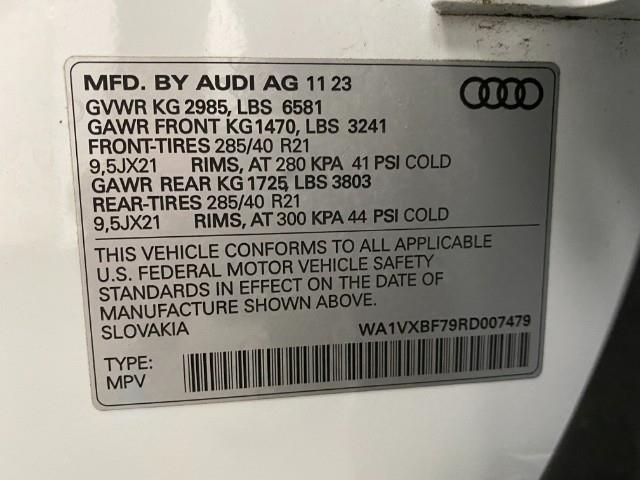 MFD. BY AUDI AG 11 23
GVWR KG 2985, LBS 6581
GAWR FRONT KG1470, LBS 3241
FRONT-TIRES 285/40 R21
9,5JX21 RIMS, AT 280 KPA 41 PSI COLD
GAWR REAR KG 1725, LBS 3803
REAR-TIRES 285/40 R21
9,5JX21 RIMS, AT 300 KPA 44 PSI COLD
THIS VEHICLE CONFORMS TO ALL APPLICABLE
U.S. FEDERAL MOTOR VEHICLE SAFETY
STANDARDS IN EFFECT ON THE DATE OF
MANUFACTURE SHOWN ABOVE.
SLOVAKIA WA1VXBF79RD007479
TYPE:
MPV